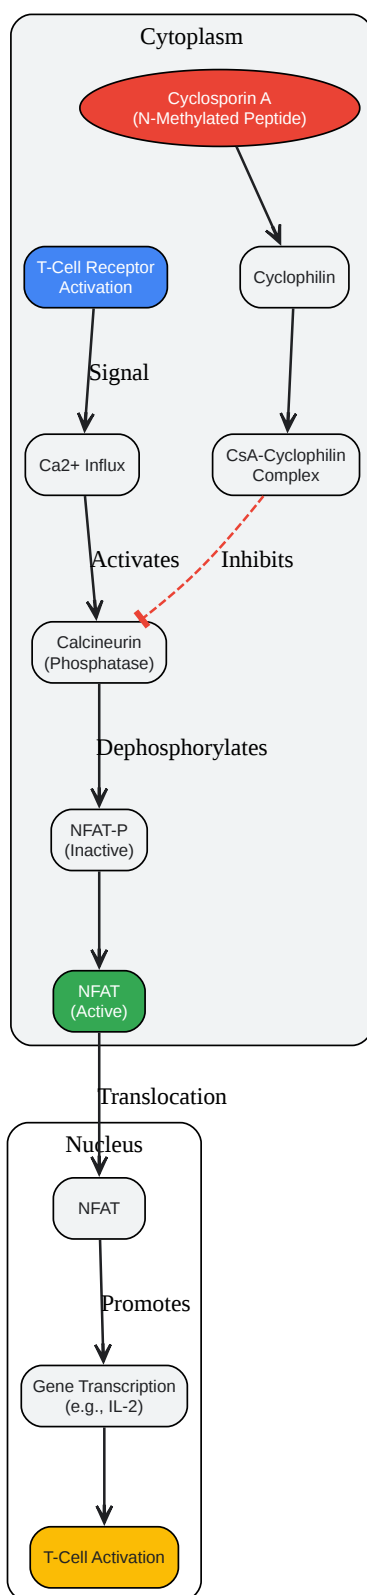 Cytoplasm
Cyclosporin A
(N-Methylated Peptide)
T-Cell Receptor
Activation
Cyclophilin
Signal
Ca2+ Influx
CsA-Cyclophilin
Complex
Activates
Inhibits
Calcineurin
(Phosphatase)
Dephosphorylates
NFAT-P
(Inactive)
NFAT
(Active)
Translocation
Nucleus
NFAT
Promotes
Gene Transcription
(e.g., IL-2)
T-Cell Activation